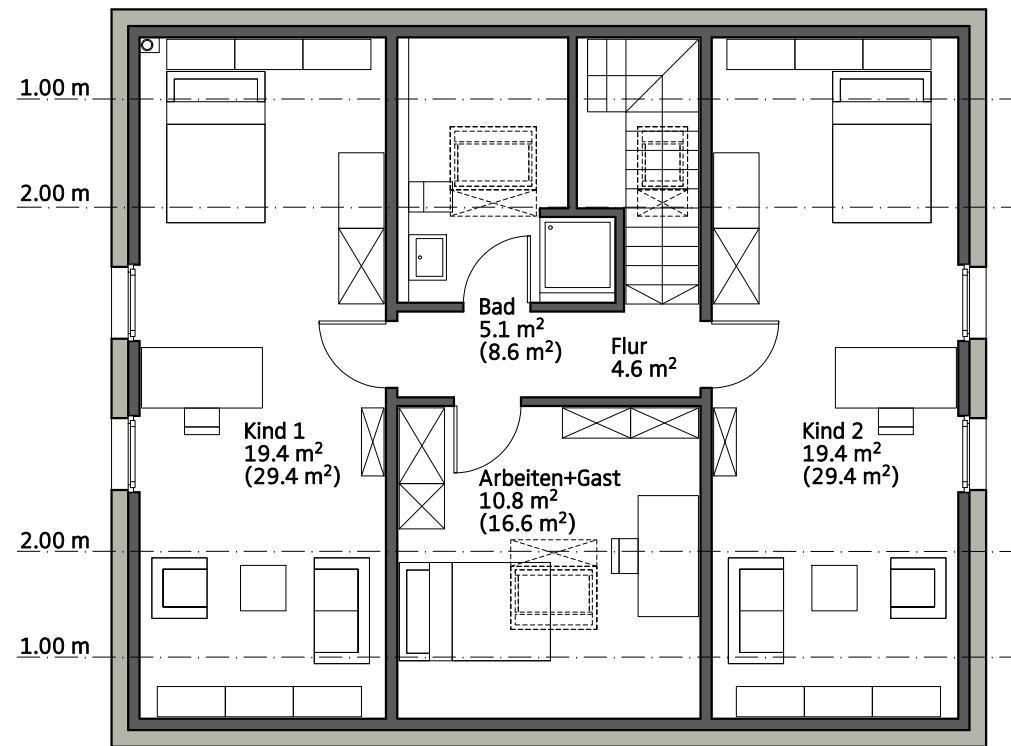 1.00 m
2.00 m
Bad
5.1 m²
(8.6 m²)
Flur
4.6 m²
Kind 1
19.4 m²
(29.4 m²)
Kind 2
19.4 m²
(29.4 m²)
Arbeiten+Gast
10.8 m²
(16.6 m²)
2.00 m
1.00 m